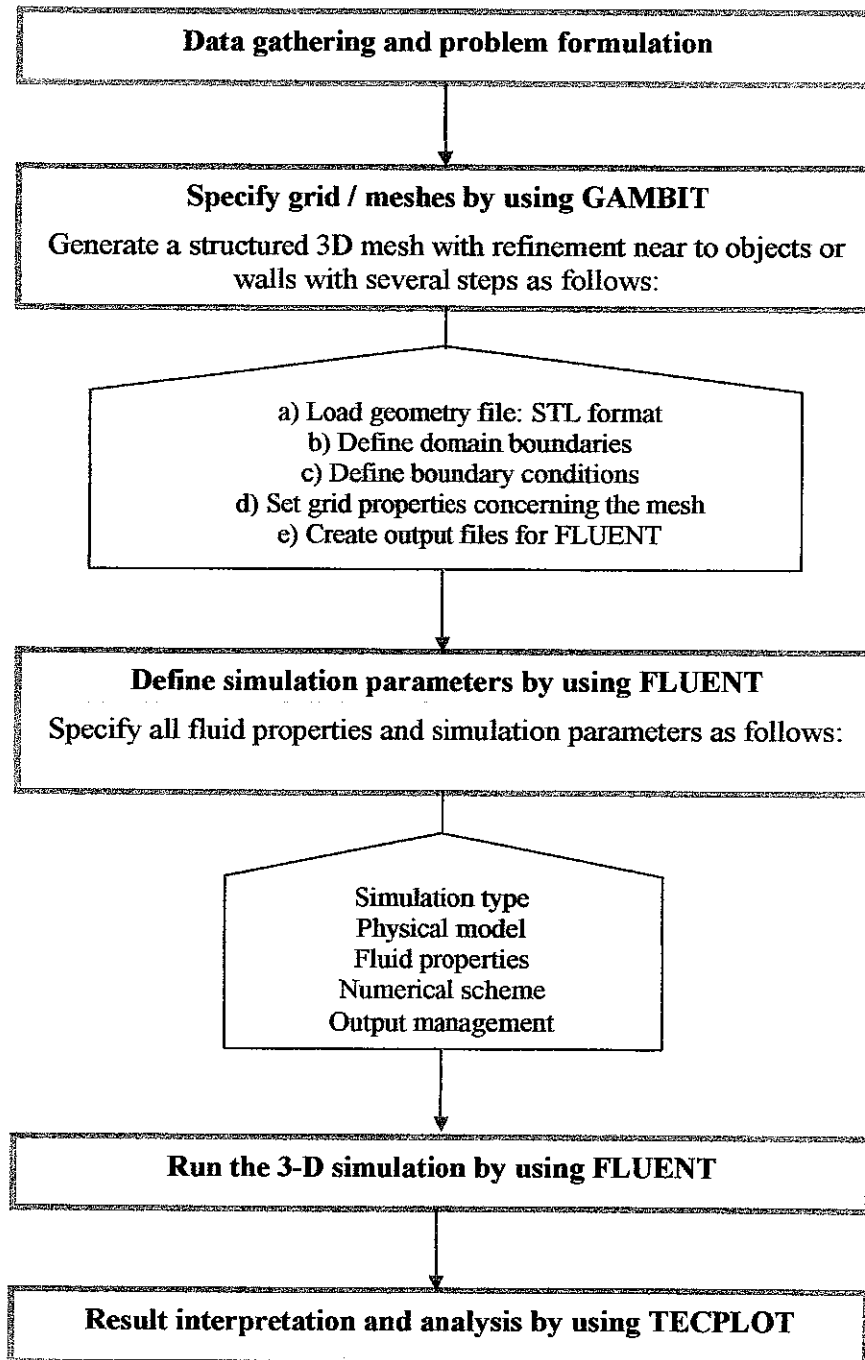 Data gathering and problem formulation
Specify grid / meshes by using GAMBIT
Generate a structured 3D mesh with refinement near to objects or
walls with several steps as follows:
a) Load geometry file: STL format
b) Define domain boundaries
c) Define boundary conditions
d) Set grid properties concerning the mesh
e) Create output files for FLUENT
Define simulation parameters by using FLUENT
Specify all fluid properties and simulation parameters as follows:
Simulation type
Physical model
Fluid properties
Numerical scheme
Output management
Run the 3-D simulation by using FLUENT
Result interpretation and analysis by using TECPLOT